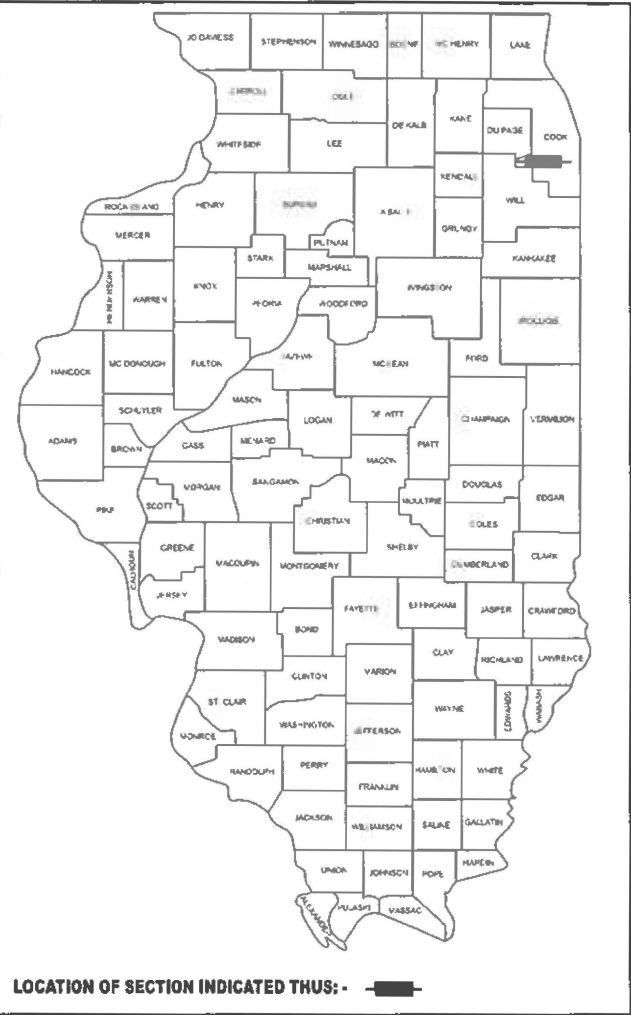 JO DAVIESS STEPHENSON WINNEBAGO MC HENRY LAKE
CARROLL OGLE
DE KALB KANE DU PAGE COOK
WHITESIDE LEE
KENDALL WILL
ROCK ISLAND HENRY BUREAU
MERCER GRUNDY
PUTNAM
STARK MARSHALL KANKAKEE
WARREN KNOX PEORIA WOODFORD
IROQUOIS
HANCOCK MC DONOUGH FULTON FORD
MASON
SCHUYLER LOGAN DE WITT CHAMPAIGN VERMILION
ADAMS BROWN CASS MENARD PIATT
MACON
MORGAN SANGAMON DOUGLAS
PIKE SCOTT MOULTRIE EDGAR
CHRISTIAN COLES
GREENE SHELBY
CALHOUN MACOUPIN MONTGOMERY CUMBERLAND CLARK
JERSEY
FAYETTE EFFINGHAM JASPER CRAWFORD
MADISON BOND
CLAY RICHLAND LAWRENCE
CLINTON MARION
ST. CLAIR WAYNE EDWARDS WABASH
WASHINGTON
MONROE JEFFERSON
RANDOLPH PERRY HAMILTON WHITE
FRANKLIN
JACKSON WILLIAMSON SALINE GALLATIN
UNION JOHNSON POPE HARDIN
ALEXANDER PULASKI MASSAC
LOCATION OF SECTION INDICATED THUS: -